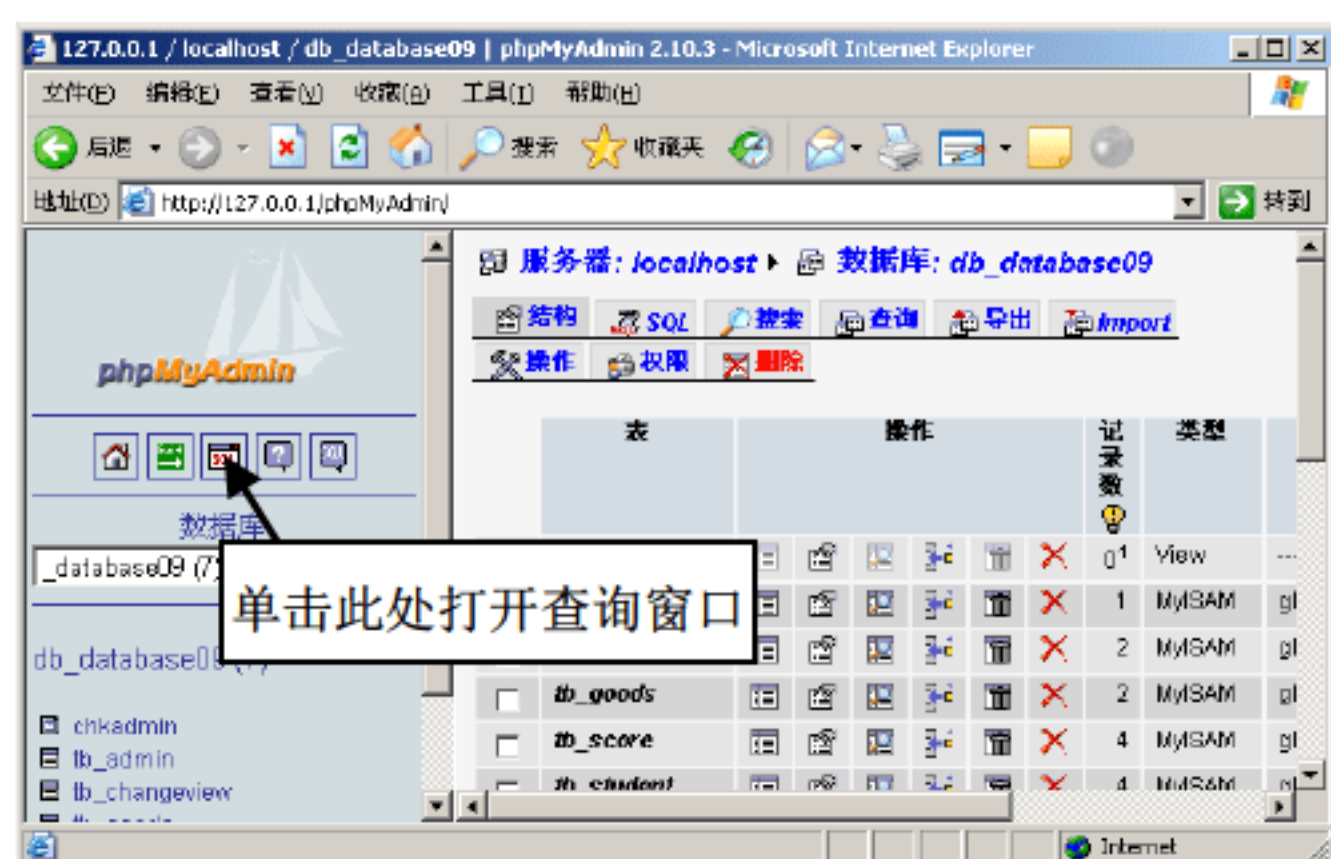 127.0.0.1 / localhost / db_database09 | phpMyAdmin 2.10.3 - Microsoft Internet Explorer
文件(F) 编辑(E) 查看(V) 收藏(A) 工具(T) 帮助(H)
后退 搜索 收藏夹
地址(D) http://127.0.0.1/phpMyAdmin/ 转到
phpMyAdmin
数据库
_database09 (7)
db_database09 (7)
chkadmin
tb_admin
tb_changeview
服务器: localhost 数据库: db_database09
结构 SQL 搜索 查询 导出 Import
操作 权限 删除
表 操作 记录数 类型
0¹ View ---
1 MyISAM gl
2 MyISAM gl
tb_goods 2 MyISAM gl
tb_score 4 MyISAM gl
tb_student 4 MyISAM
单击此处打开查询窗口
Internet